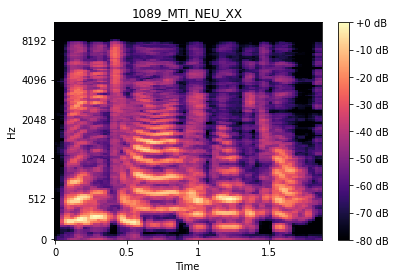 1089_MTI_NEU_XX
+0 dB
8192
-10 dB
4096
-20 dB
-30 dB
2048
Hz
-40 dB
1024
-50 dB
512
-60 dB
-70 dB
0
-80 dB
0
0.5
1
1.5
Time